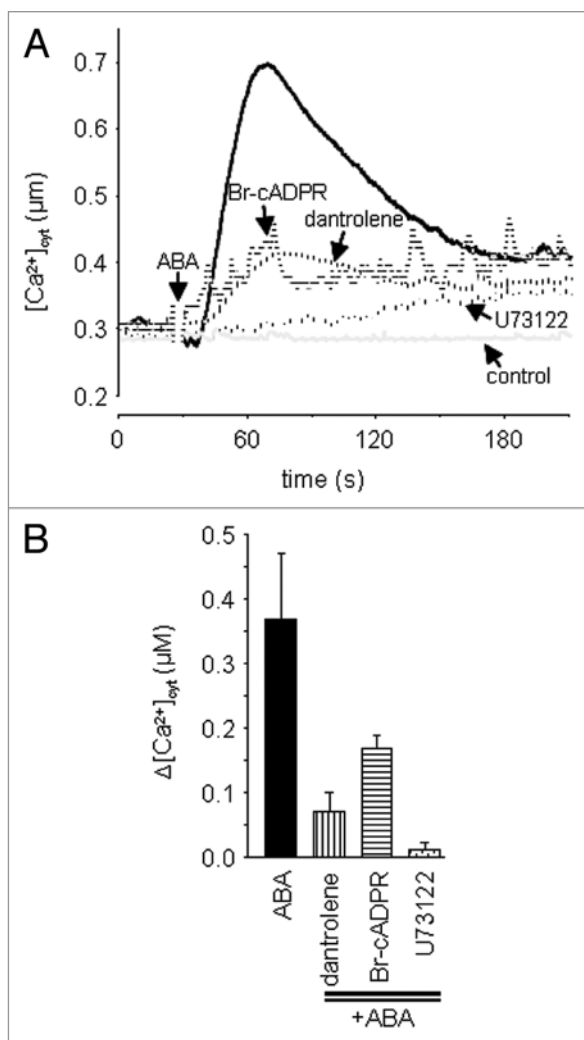 A
[Ca²⁺]cyt (μm)
0.7
0.6
0.5
0.4
0.3
0.2
ABA
Br-cADPR
dantrolene
U73122
control
0
60
120
180
time (s)
B
Δ[Ca²⁺]cyt (μM)
0.5
0.4
0.3
0.2
0.1
0.0
ABA
dantrolene
Br-cADPR
U73122
+ABA